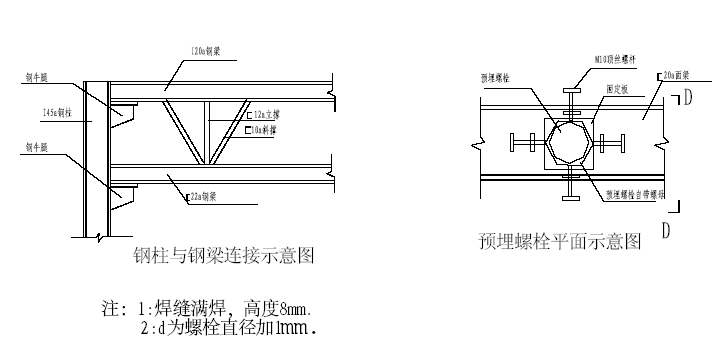 I20a钢梁
钢牛腿
I45a钢柱
钢牛腿
⊏12a立撑
⊏10a斜撑
⊏22a钢梁
钢柱与钢梁连接示意图
M10顶丝螺杆
预埋螺栓
固定板
⊏20a面梁
D
预埋螺栓自带螺母
D
预埋螺栓平面示意图
注: 1:焊缝满焊, 高度8mm.
2:d为螺栓直径加1mm.